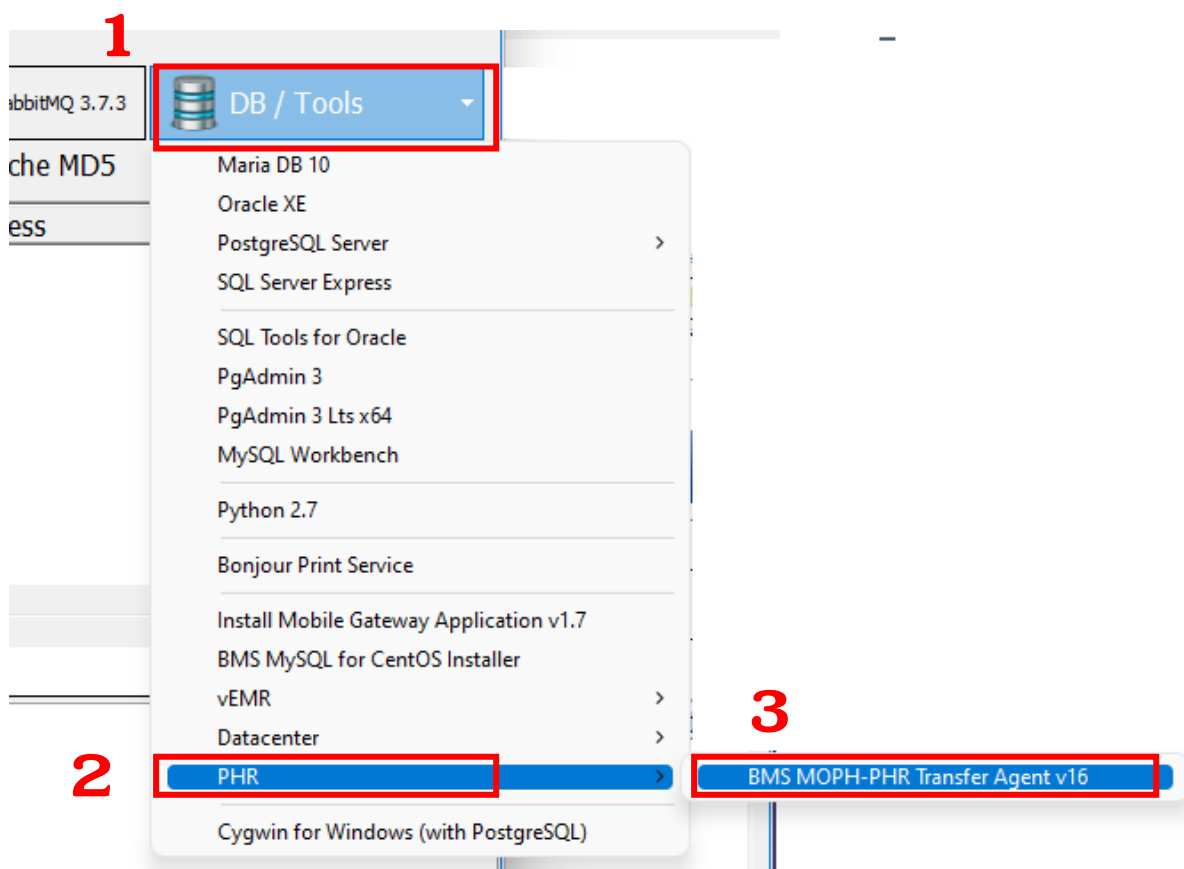 1
abbitMQ 3.7.3
DB / Tools
che MD5
ess
Maria DB 10
Oracle XE
PostgreSQL Server
SQL Server Express
SQL Tools for Oracle
PgAdmin 3
PgAdmin 3 Lts x64
MySQL Workbench
Python 2.7
Bonjour Print Service
Install Mobile Gateway Application v1.7
BMS MySQL for CentOS Installer
vEMR
Datacenter
2
PHR
3
BMS MOPH-PHR Transfer Agent v16
Cygwin for Windows (with PostgreSQL)